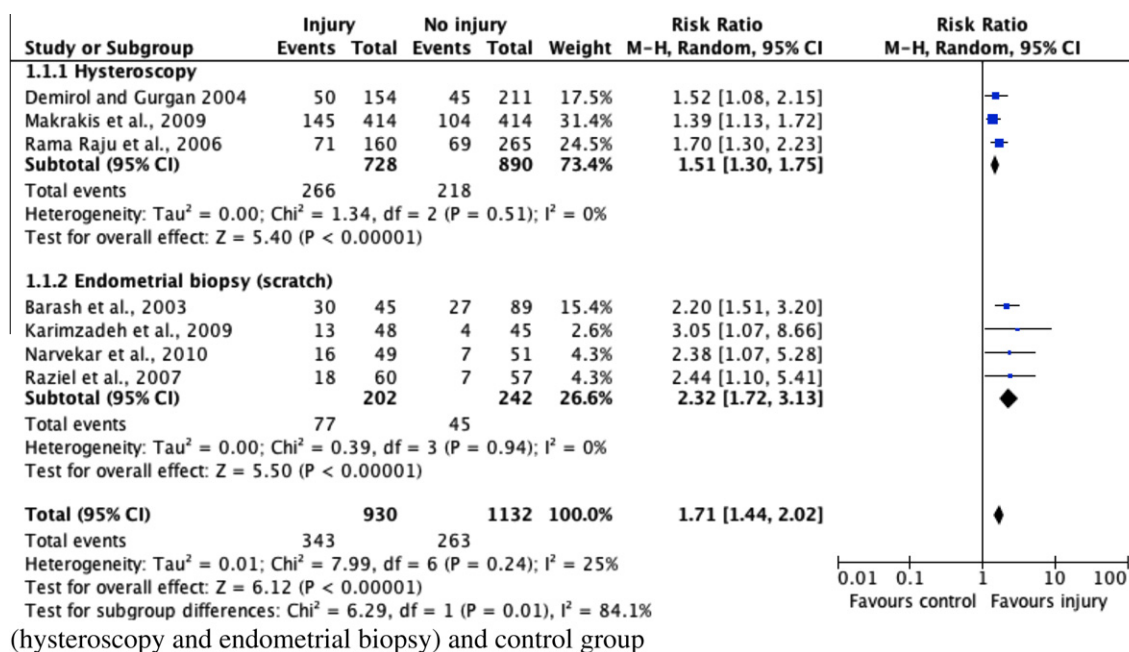 Injury No injury Risk Ratio Risk Ratio
Study or Subgroup Events Total Events Total Weight M-H, Random, 95% CI M-H, Random, 95% CI
1.1.1 Hysteroscopy
Demirol and Gurgan 2004 50 154 45 211 17.5% 1.52 [1.08, 2.15]
Makrakis et al., 2009 145 414 104 414 31.4% 1.39 [1.13, 1.72]
Rama Raju et al., 2006 71 160 69 265 24.5% 1.70 [1.30, 2.23]
Subtotal (95% CI) 728 890 73.4% 1.51 [1.30, 1.75]
Total events 266 218
Heterogeneity: Tau² = 0.00; Chi² = 1.34, df = 2 (P = 0.51); I² = 0%
Test for overall effect: Z = 5.40 (P < 0.00001)
1.1.2 Endometrial biopsy (scratch)
Barash et al., 2003 30 45 27 89 15.4% 2.20 [1.51, 3.20]
Karimzadeh et al., 2009 13 48 4 45 2.6% 3.05 [1.07, 8.66]
Narvekar et al., 2010 16 49 7 51 4.3% 2.38 [1.07, 5.28]
Raziel et al., 2007 18 60 7 57 4.3% 2.44 [1.10, 5.41]
Subtotal (95% CI) 202 242 26.6% 2.32 [1.72, 3.13]
Total events 77 45
Heterogeneity: Tau² = 0.00; Chi² = 0.39, df = 3 (P = 0.94); I² = 0%
Test for overall effect: Z = 5.50 (P < 0.00001)
Total (95% CI) 930 1132 100.0% 1.71 [1.44, 2.02]
Total events 343 263
Heterogeneity: Tau² = 0.01; Chi² = 7.99, df = 6 (P = 0.24); I² = 25%
Test for overall effect: Z = 6.12 (P < 0.00001)
Test for subgroup differences: Chi² = 6.29, df = 1 (P = 0.01), I² = 84.1%
0.01 0.1 1 10 100
Favours control Favours injury
(hysteroscopy and endometrial biopsy) and control group